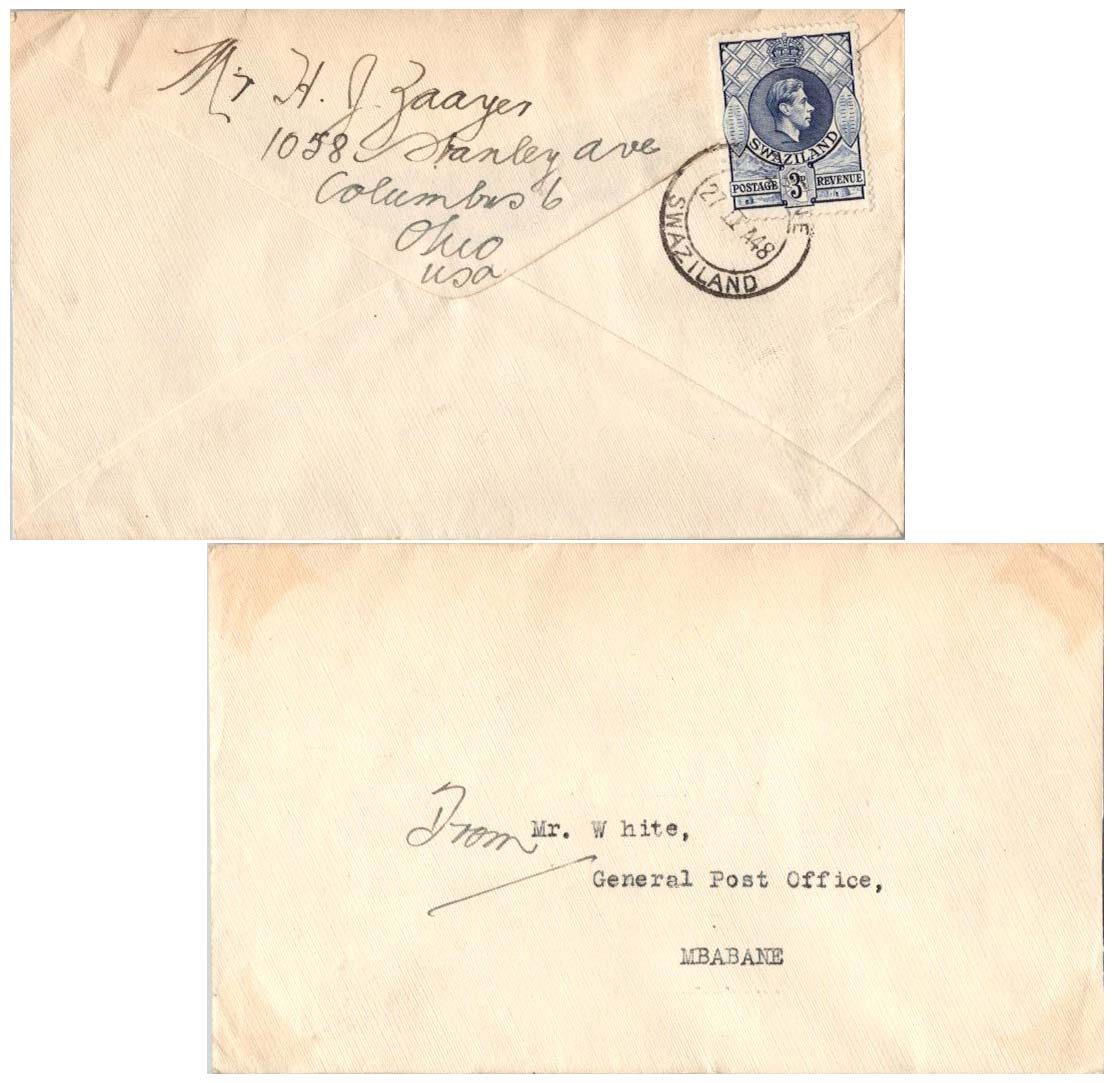 Mr H. J. Zaayer
1058 Stanley ave
Columbus 6
Ohio
usa
SWAZILAND
POSTAGE 3D REVENUE
SWAZILAND
48
From Mr. W hite,
General Post Office,
MBABANE